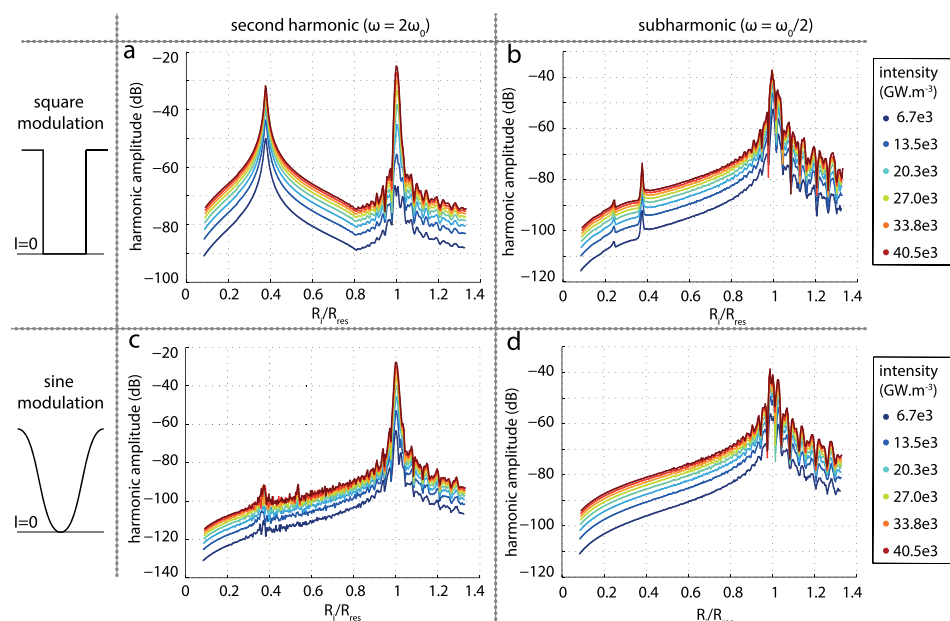 second harmonic (ω = 2ω₀)
subharmonic (ω = ω₀/2)
square
modulation
I=0
a
harmonic amplitude (dB)
−20
−40
−60
−80
−100
0 0.2 0.4 0.6 0.8 1 1.2 1.4
Rᵢ/Rres
b
harmonic amplitude (dB)
−40
−60
−80
−100
−120
0 0.2 0.4 0.6 0.8 1 1.2 1.4
Rᵢ/Rres
intensity
(GW.m⁻³)
6.7e3
13.5e3
20.3e3
27.0e3
33.8e3
40.5e3
sine
modulation
I=0
c
harmonic amplitude (dB)
−20
−40
−60
−80
−100
−120
−140
0 0.2 0.4 0.6 0.8 1 1.2 1.4
Rᵢ/Rres
d
harmonic amplitude (dB)
−40
−60
−80
−100
−120
0 0.2 0.4 0.6 0.8 1 1.2 1.4
Rᵢ/Rres
intensity
(GW.m⁻³)
6.7e3
13.5e3
20.3e3
27.0e3
33.8e3
40.5e3